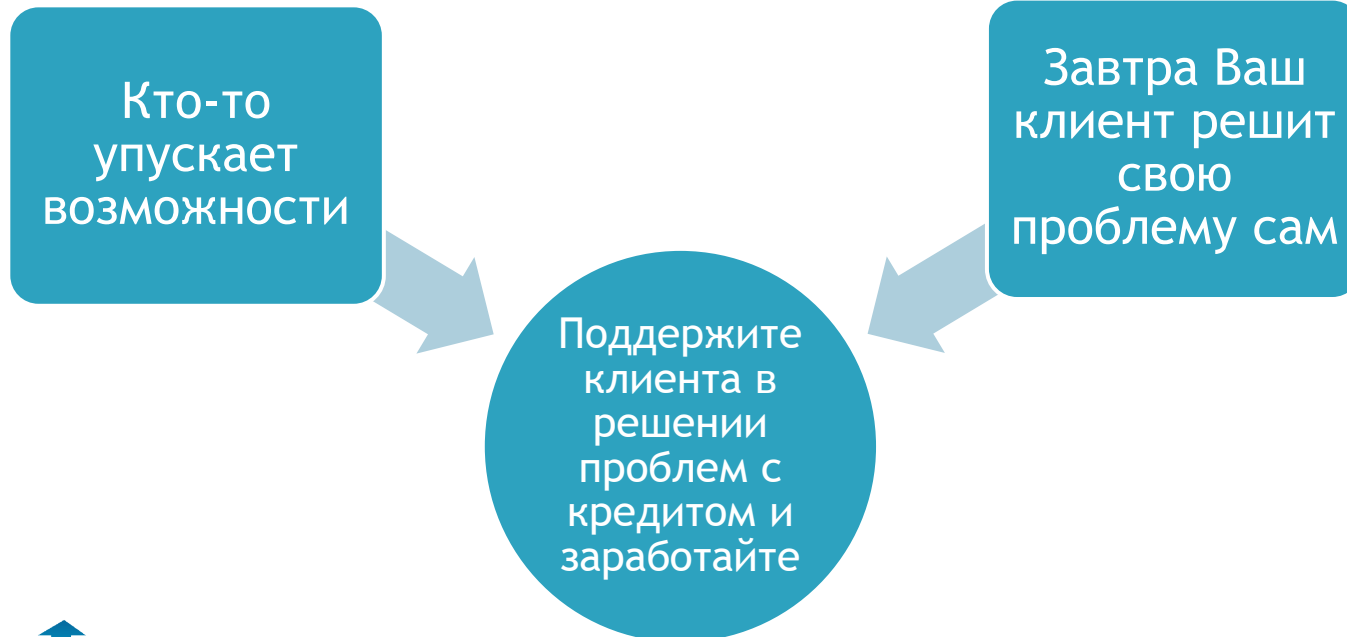 Кто-то
упускает
возможности
Завтра Ваш
клиент решит
свою
проблему сам
Поддержите
клиента в
решении
проблем с
кредитом и
заработайте